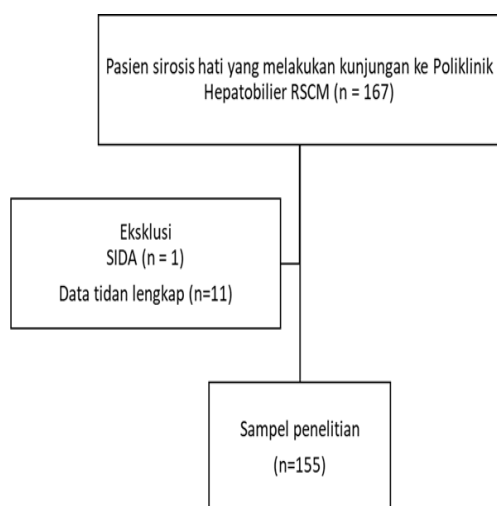 Pasien sirosis hati yang melakukan kunjungan ke Poliklinik
Hepatobilier RSCM (n = 167)
Eksklusi
SIDA (n = 1)
Data tidan lengkap (n=11)
Sampel penelitian
(n=155)